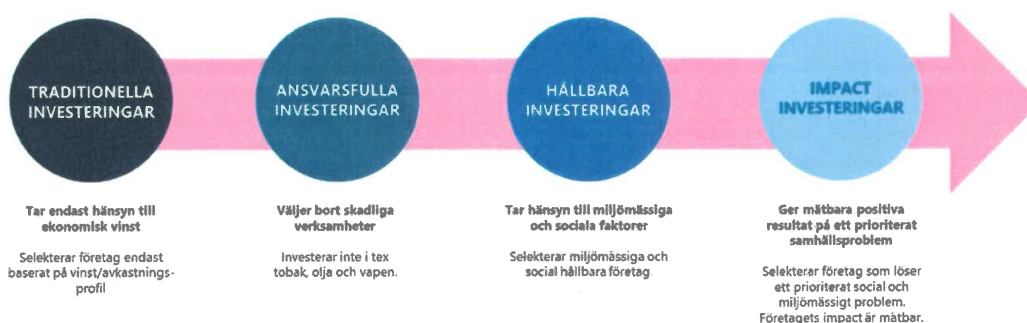 TRADITIONELLA
INVESTERINGAR
ANSVARSFULLA
INVESTERINGAR
HÅLLBARA
INVESTERINGAR
IMPACT
INVESTERINGAR
Tar endast hänsyn till
ekonomisk vinst
Selekterar företag endast
baserat på vinst/avkastnings-
profil
Väljer bort skadliga
verksamheter
Investerar inte i tex
tobak, olja och vapen.
Tar hänsyn till miljömässiga
och sociala faktorer
Selekterar miljömässiga och
social hållbara företag.
Ger mätbara positiva
resultat på ett prioriterat
samhällsproblem
Selekterar företag som löser
ett prioriterat social och
miljömässigt problem.
Företagets impact är mätbar.